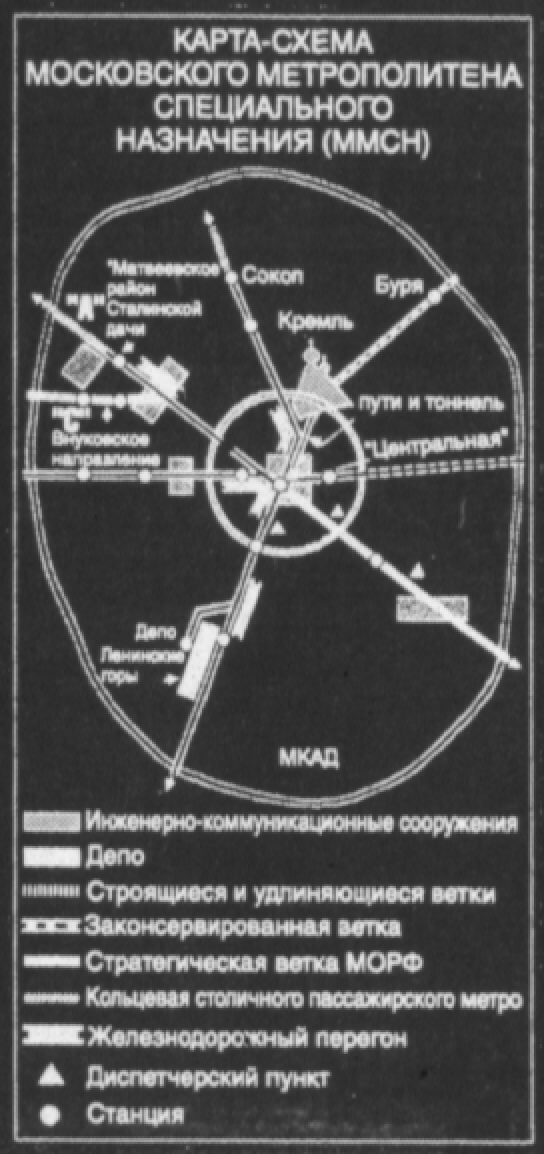 КАРТА-СХЕМА
МОСКОВСКОГО МЕТРОПОЛИТЕНА
СПЕЦИАЛЬНОГО
НАЗНАЧЕНИЯ (ММСН)
"Матвеевское
район
"А"
Сталинской
дачи
Сокол
Буря
Кремль
пути и тоннель
"Центральная"
Внуковское
направление
Депо
Ленинские
горы
МКАД
Инженерно-коммуникационные сооружения
Депо
Строящиеся и удлиняющиеся ветки
Законсервированная ветка
Стратегическая ветка МОРФ
Кольцевая столичного пассажирского метро
Железнодорожный перегон
Диспетчерский пункт
Станция